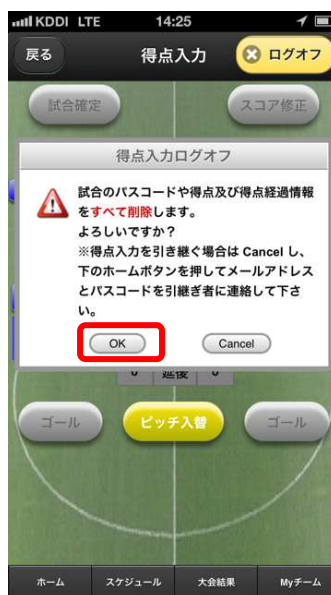 KDDI LTE 14:25
戻る 得点入力 ログオフ
試合確定 スコア修正
得点入力ログオフ
試合のパスコードや得点及び得点経過情報
をすべて削除します。
よろしいですか？
※得点入力を引き継ぐ場合は Cancel し、
下のホームボタンを押してメールアドレス
とパスコードを引継ぎ者に連絡して下さ
い。
OK Cancel
0 延後 0
ゴール ピッチ入替 ゴール
ホーム スケジュール 大会結果 Myチーム